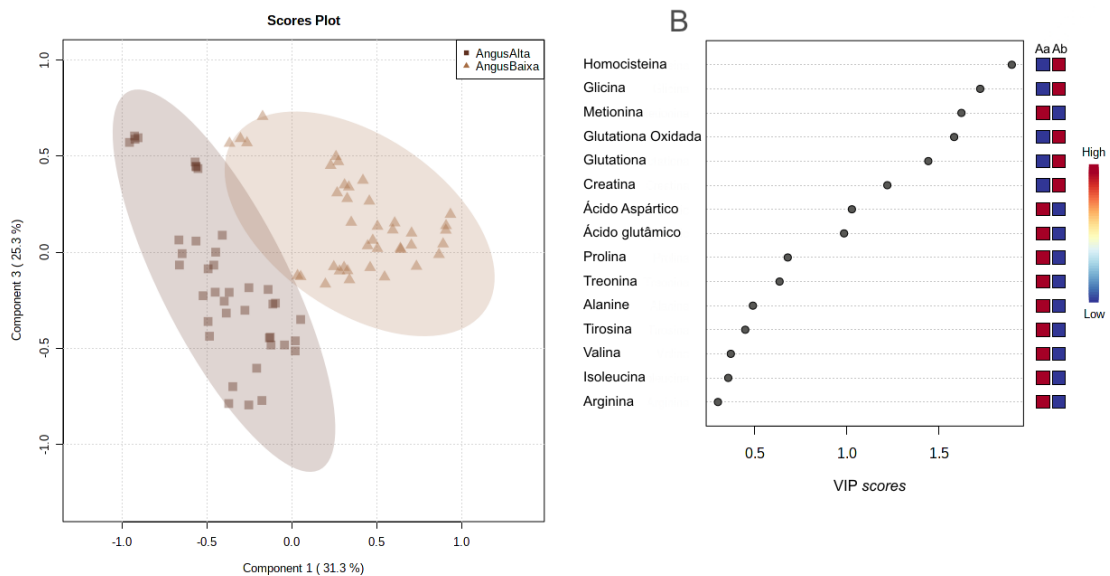 Scores Plot
AngusAlta
AngusBaixa
1.0
0.5
0.0
-0.5
-1.0
Component 3 ( 25.3 %)
-1.0
-0.5
0.0
0.5
1.0
Component 1 ( 31.3 %)
B
Aa Ab
Homocisteina
Glicina
Metionina
Glutationa Oxidada
Glutationa
Creatina
Ácido Aspártico
Ácido glutâmico
Prolina
Treonina
Alanine
Tirosina
Valina
Isoleucina
Arginina
High
Low
0.5
1.0
1.5
VIP scores